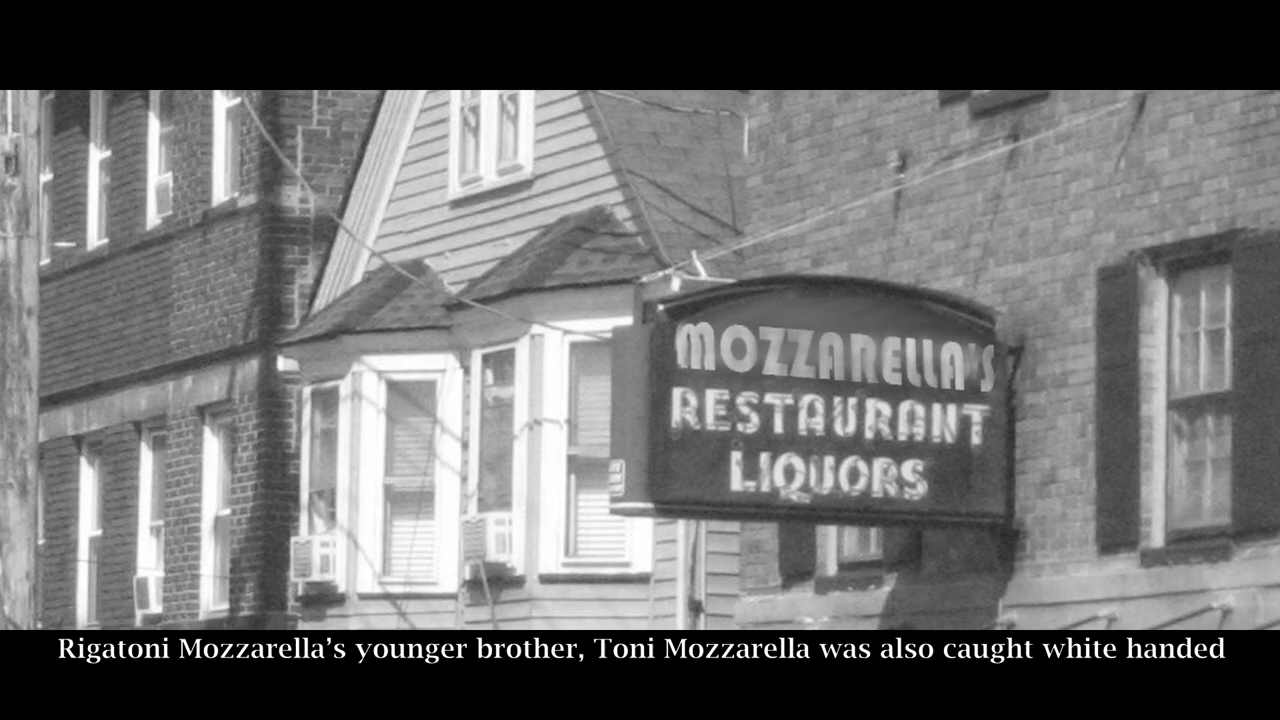 MOZZARELLA'S
RESTAURANT
LIQUORS
Rigatoni Mozzarella's younger brother, Toni Mozzarella was also caught white handed